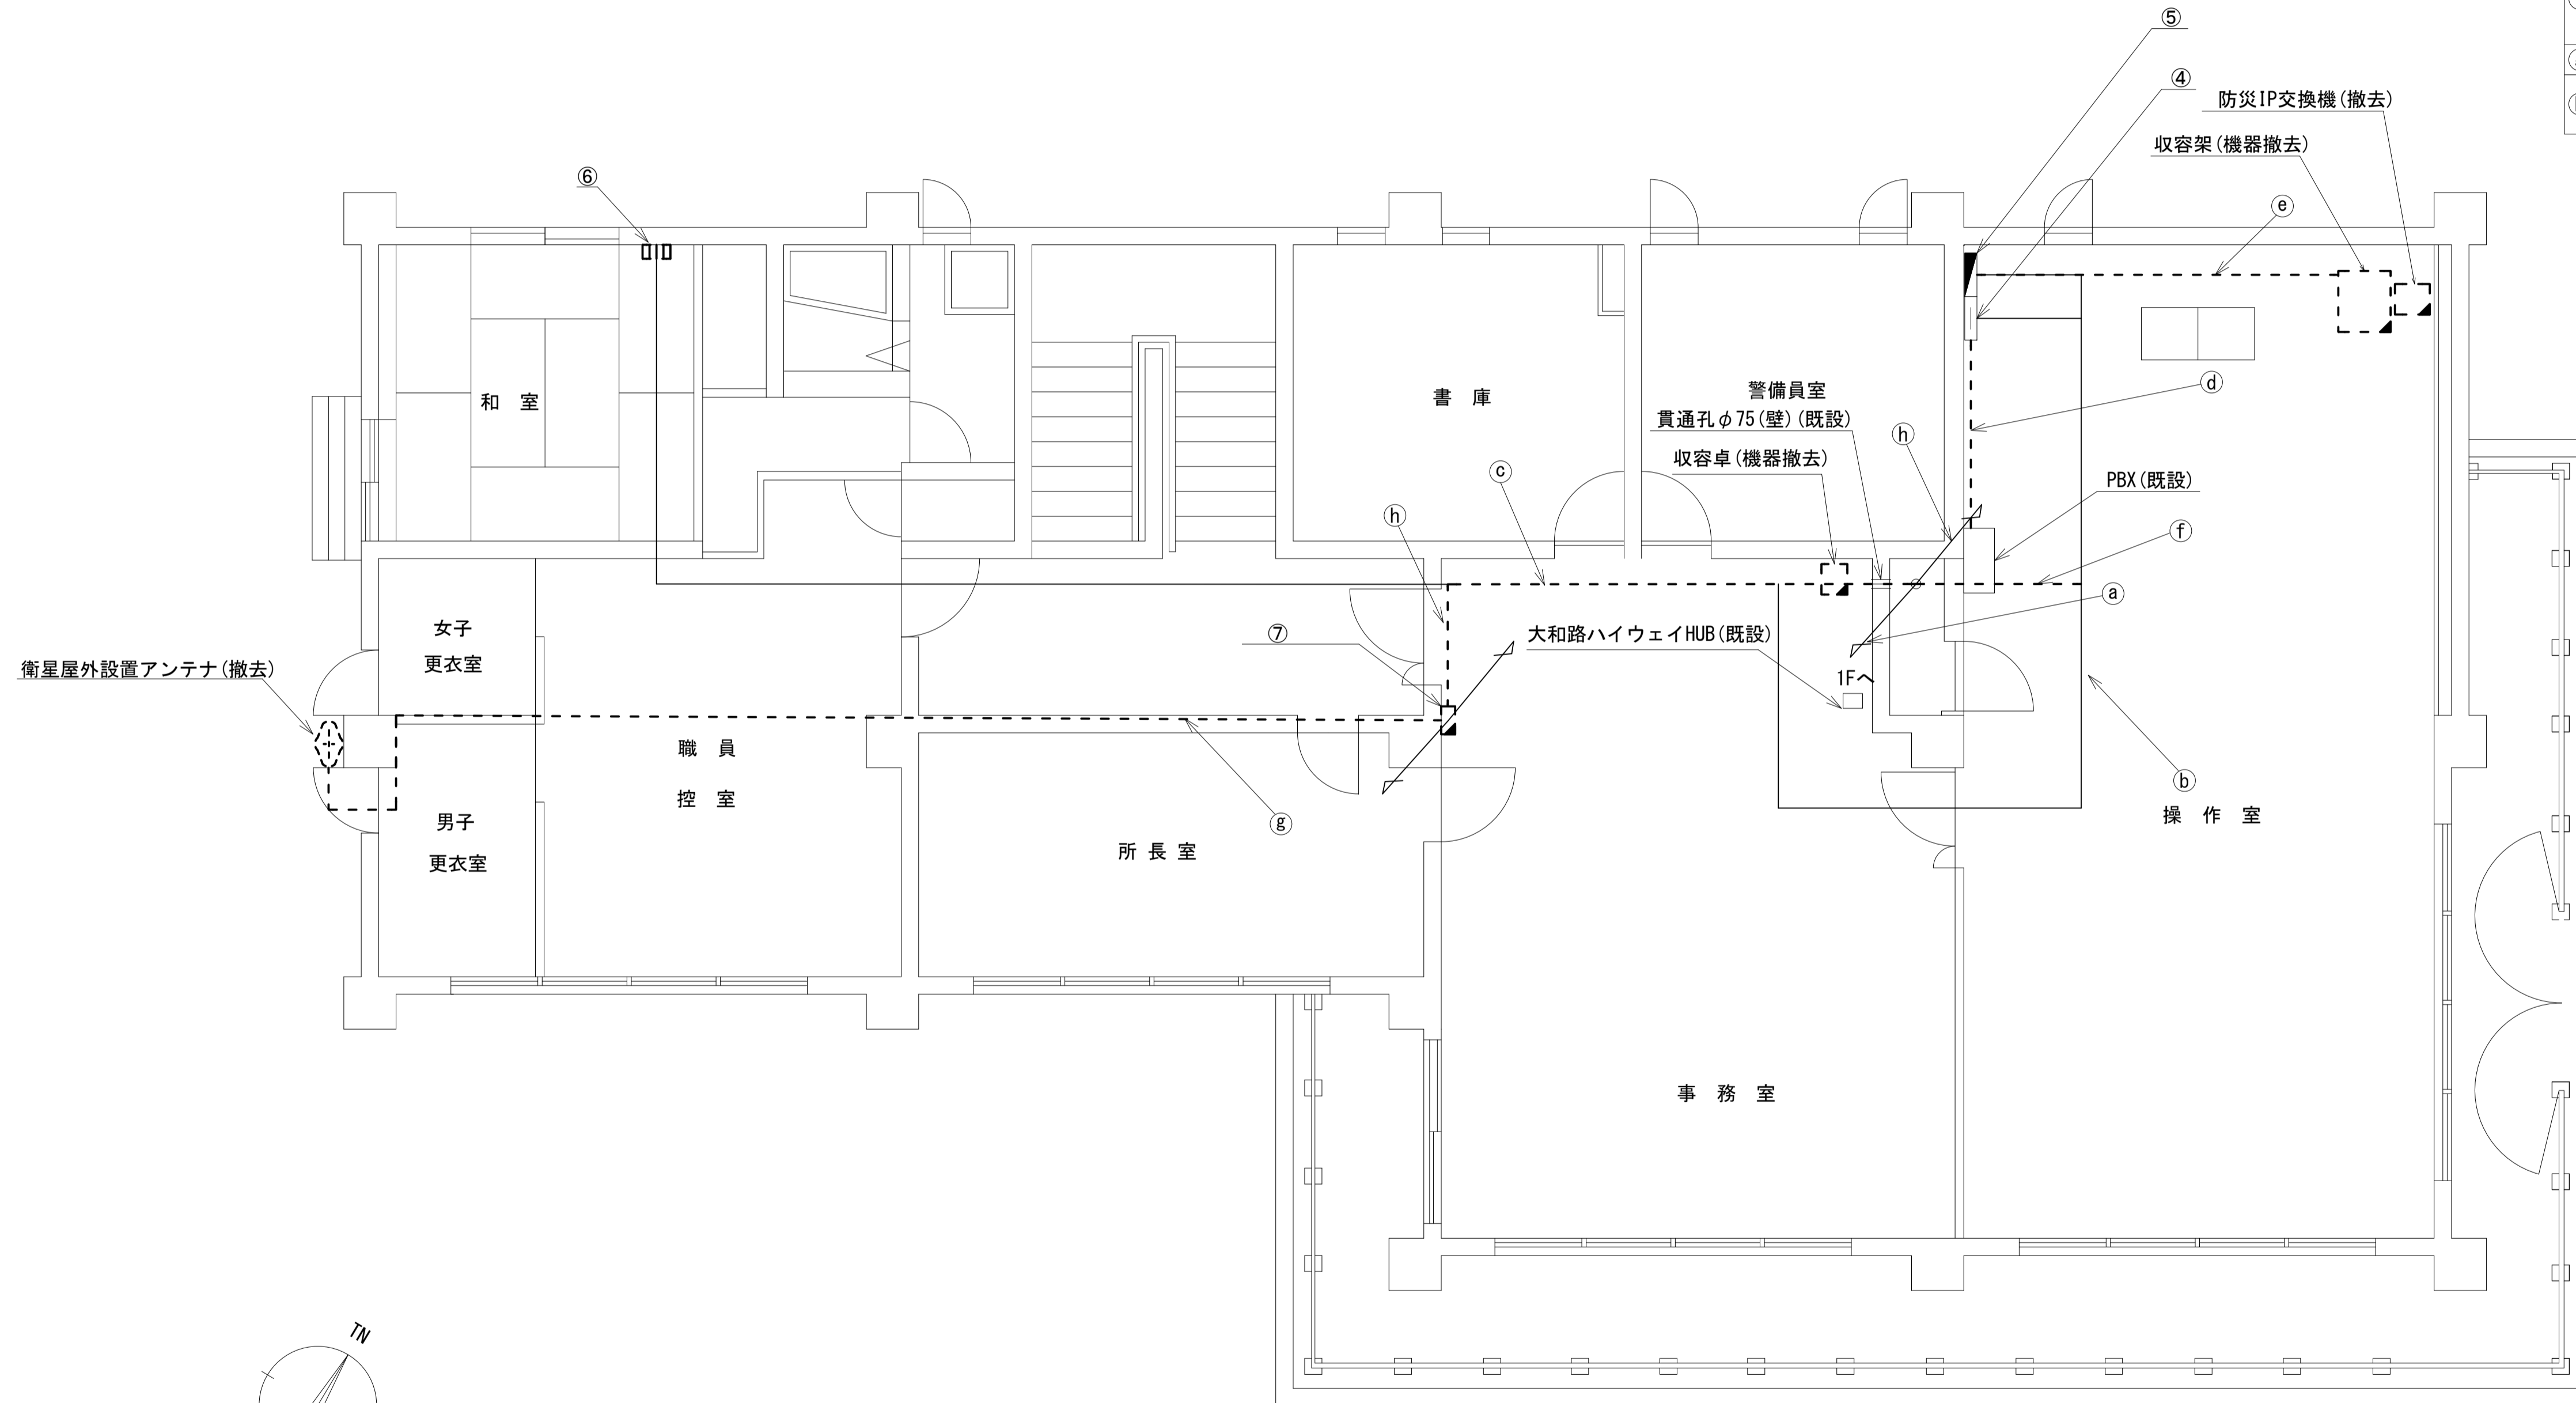 ⑤
④
防災IP交換機(撤去)
収容架(機器撤去)
⑥
ⓔ
和 室
書 庫
警備員室
貫通孔φ75(壁)(既設)
ⓗ
ⓓ
収容卓(機器撤去)
ⓒ
PBX(既設)
ⓗ
ⓕ
ⓐ
女子
更衣室
⑦
大和路ハイウェイHUB(既設)
衛星屋外設置アンテナ(撤去)
1Fへ
職 員
控 室
ⓑ
操 作 室
男子
更衣室
ⓖ
所 長 室
事 務 室
TN